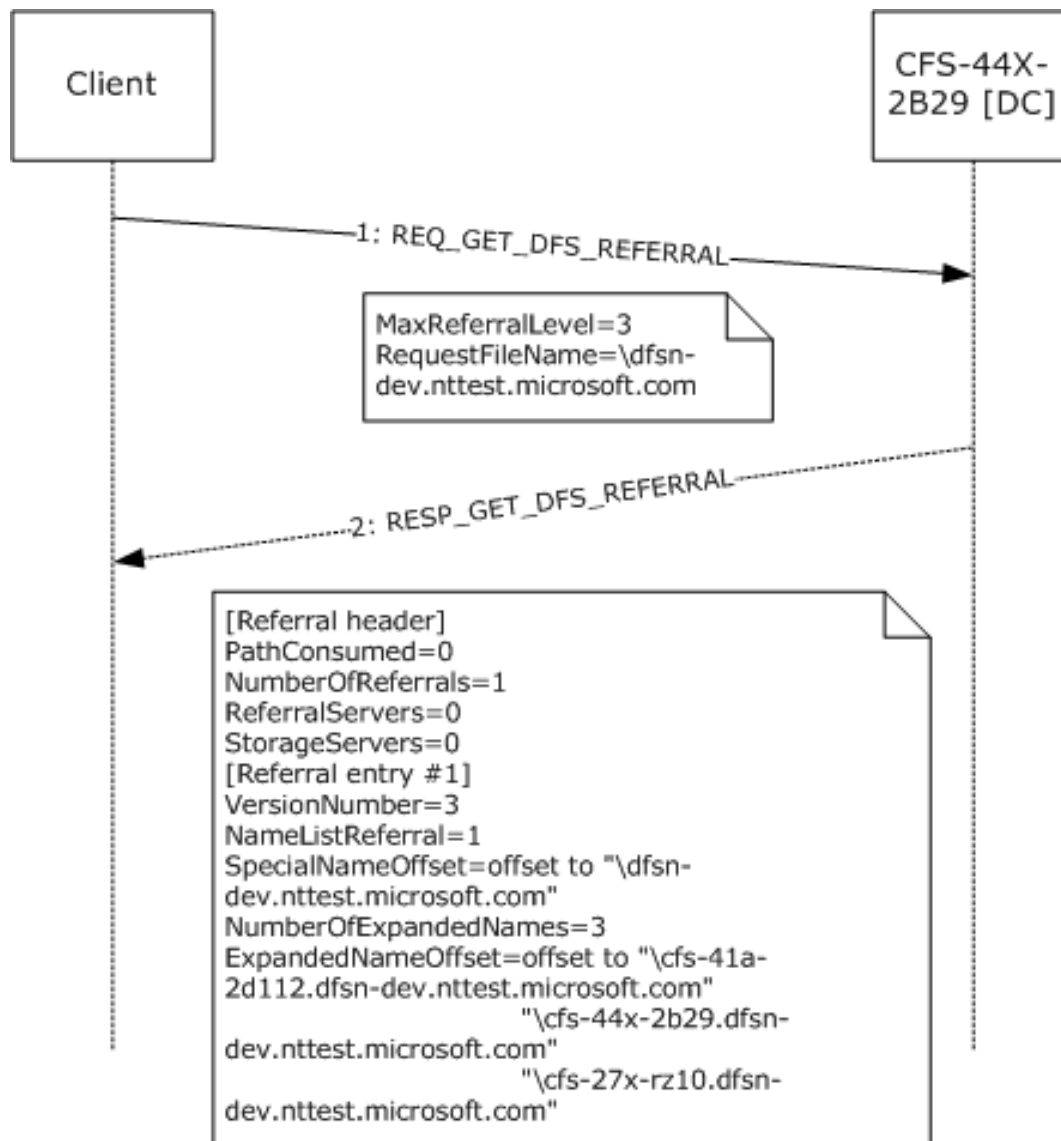 Client
CFS-44X-
2B29 [DC]
1: REQ_GET_DFS_REFERRAL
MaxReferralLevel=3
RequestFileName=\dfsn-
dev.nttest.microsoft.com
2: RESP_GET_DFS_REFERRAL
[Referral header]
PathConsumed=0
NumberOfReferrals=1
ReferralServers=0
StorageServers=0
[Referral entry #1]
VersionNumber=3
NameListReferral=1
SpecialNameOffset=offset to "\dfsn-
dev.nttest.microsoft.com"
NumberOfExpandedNames=3
ExpandedNameOffset=offset to "\cfs-41a-
2d112.dfsn-dev.nttest.microsoft.com"
"\cfs-44x-2b29.dfsn-
dev.nttest.microsoft.com"
"\cfs-27x-rz10.dfsn-
dev.nttest.microsoft.com"